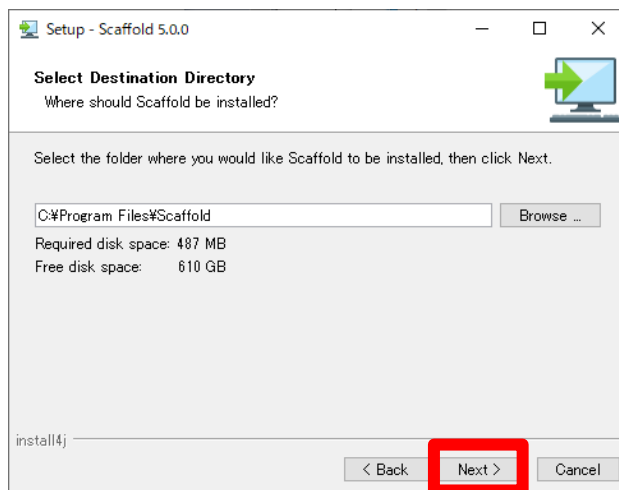 Setup - Scaffold 5.0.0
Select Destination Directory
Where should Scaffold be installed?
Select the folder where you would like Scaffold to be installed, then click Next.
C:¥Program Files¥Scaffold
Browse ...
Required disk space: 487 MB
Free disk space: 610 GB
install4j
< Back Next > Cancel